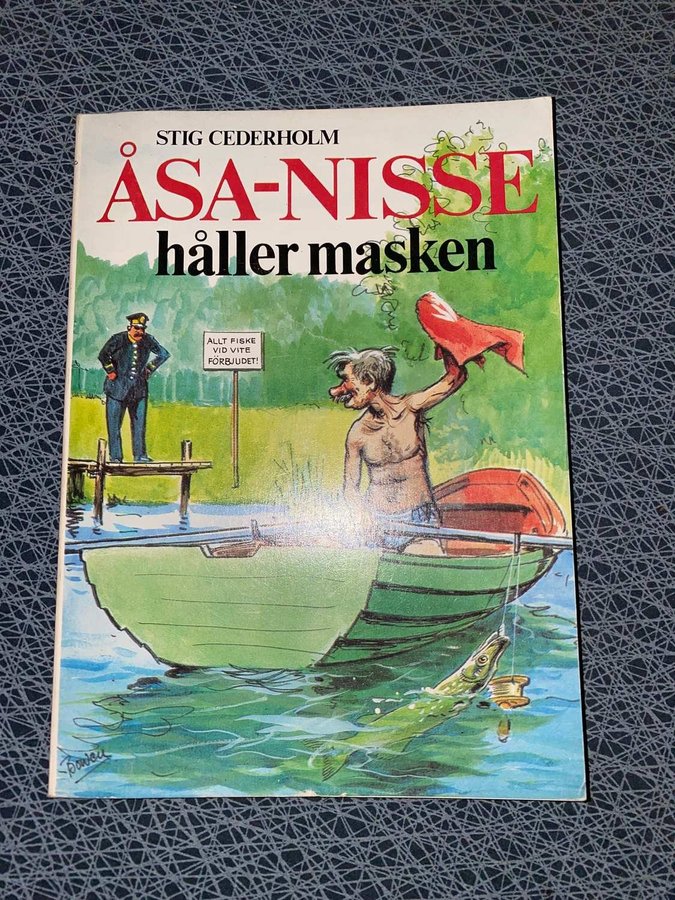 STIG CEDERHOLM
ÅSA-NISSE
håller masken
ALLT FISKE
VID VITE
FÖRBJUDET!